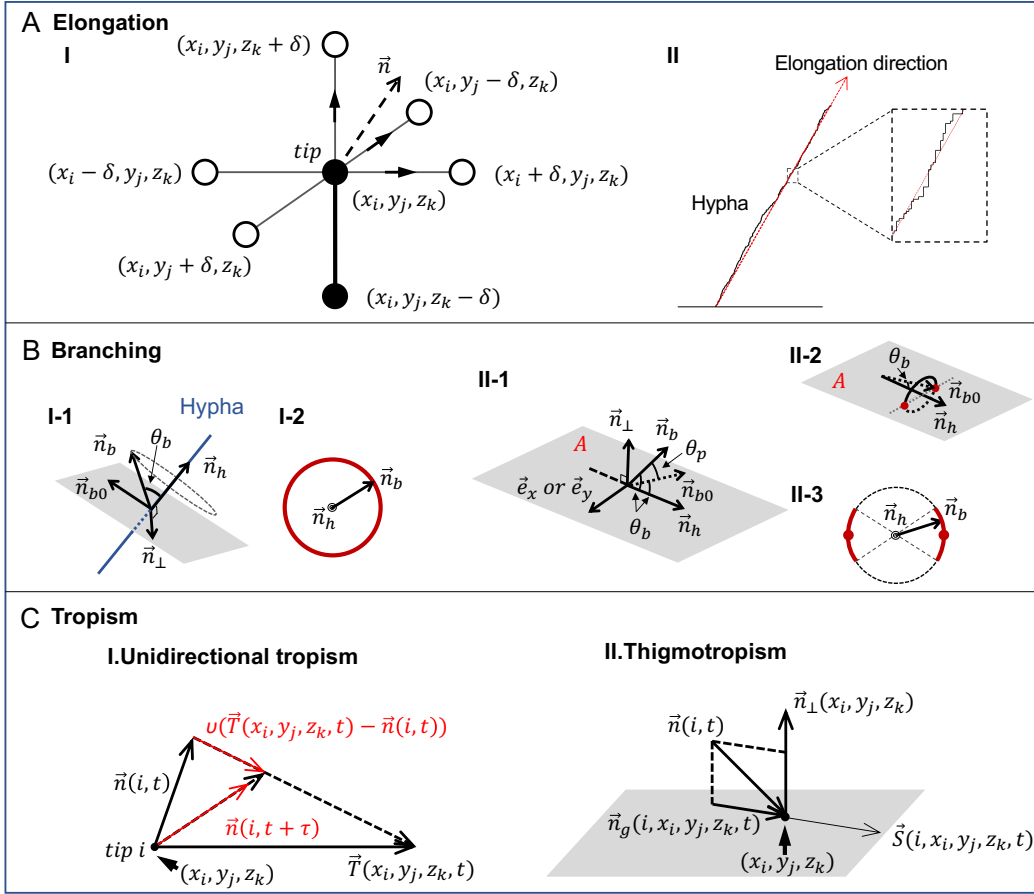 A Elongation
I
II
(x_i, y_j, z_k + δ)
n⃗
(x_i, y_j − δ, z_k)
tip
(x_i − δ, y_j, z_k)
(x_i + δ, y_j, z_k)
(x_i, y_j, z_k)
(x_i, y_j + δ, z_k)
(x_i, y_j, z_k − δ)
Elongation direction
Hypha
B Branching
I-1
Hypha
n⃗_b
θ_b
n⃗_h
n⃗_b0
n⃗_⊥
I-2
n⃗_b
n⃗_h
II-1
A
n⃗_⊥
n⃗_b
θ_p
e⃗_x or e⃗_y
n⃗_b0
θ_b
n⃗_h
II-2
A
θ_b
n⃗_b0
n⃗_h
II-3
n⃗_h
n⃗_b
C Tropism
I.Unidirectional tropism
υ(T⃗(x_i, y_j, z_k, t) − n⃗(i, t))
n⃗(i, t)
n⃗(i, t + τ)
tip i
(x_i, y_j, z_k)
T⃗(x_i, y_j, z_k, t)
II.Thigmotropism
n⃗_⊥(x_i, y_j, z_k)
n⃗(i, t)
n⃗_g(i, x_i, y_j, z_k, t)
S⃗(i, x_i, y_j, z_k, t)
(x_i, y_j, z_k)